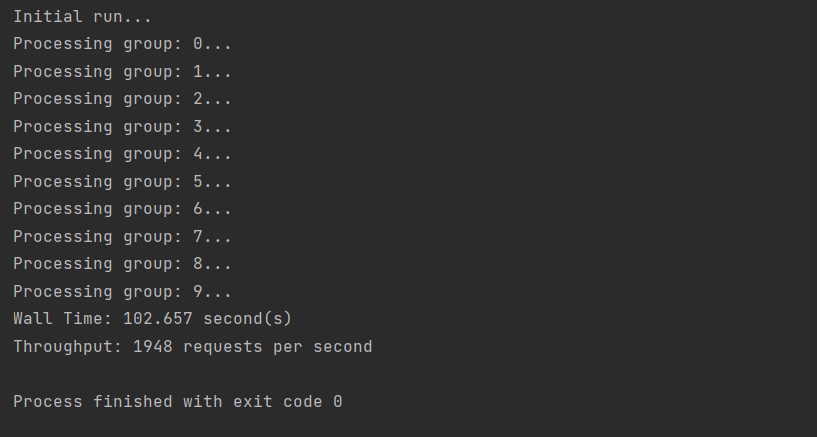 Initial run...
Processing group: 0...
Processing group: 1...
Processing group: 2...
Processing group: 3...
Processing group: 4...
Processing group: 5...
Processing group: 6...
Processing group: 7...
Processing group: 8...
Processing group: 9...
Wall Time: 102.657 second(s)
Throughput: 1948 requests per second
Process finished with exit code 0